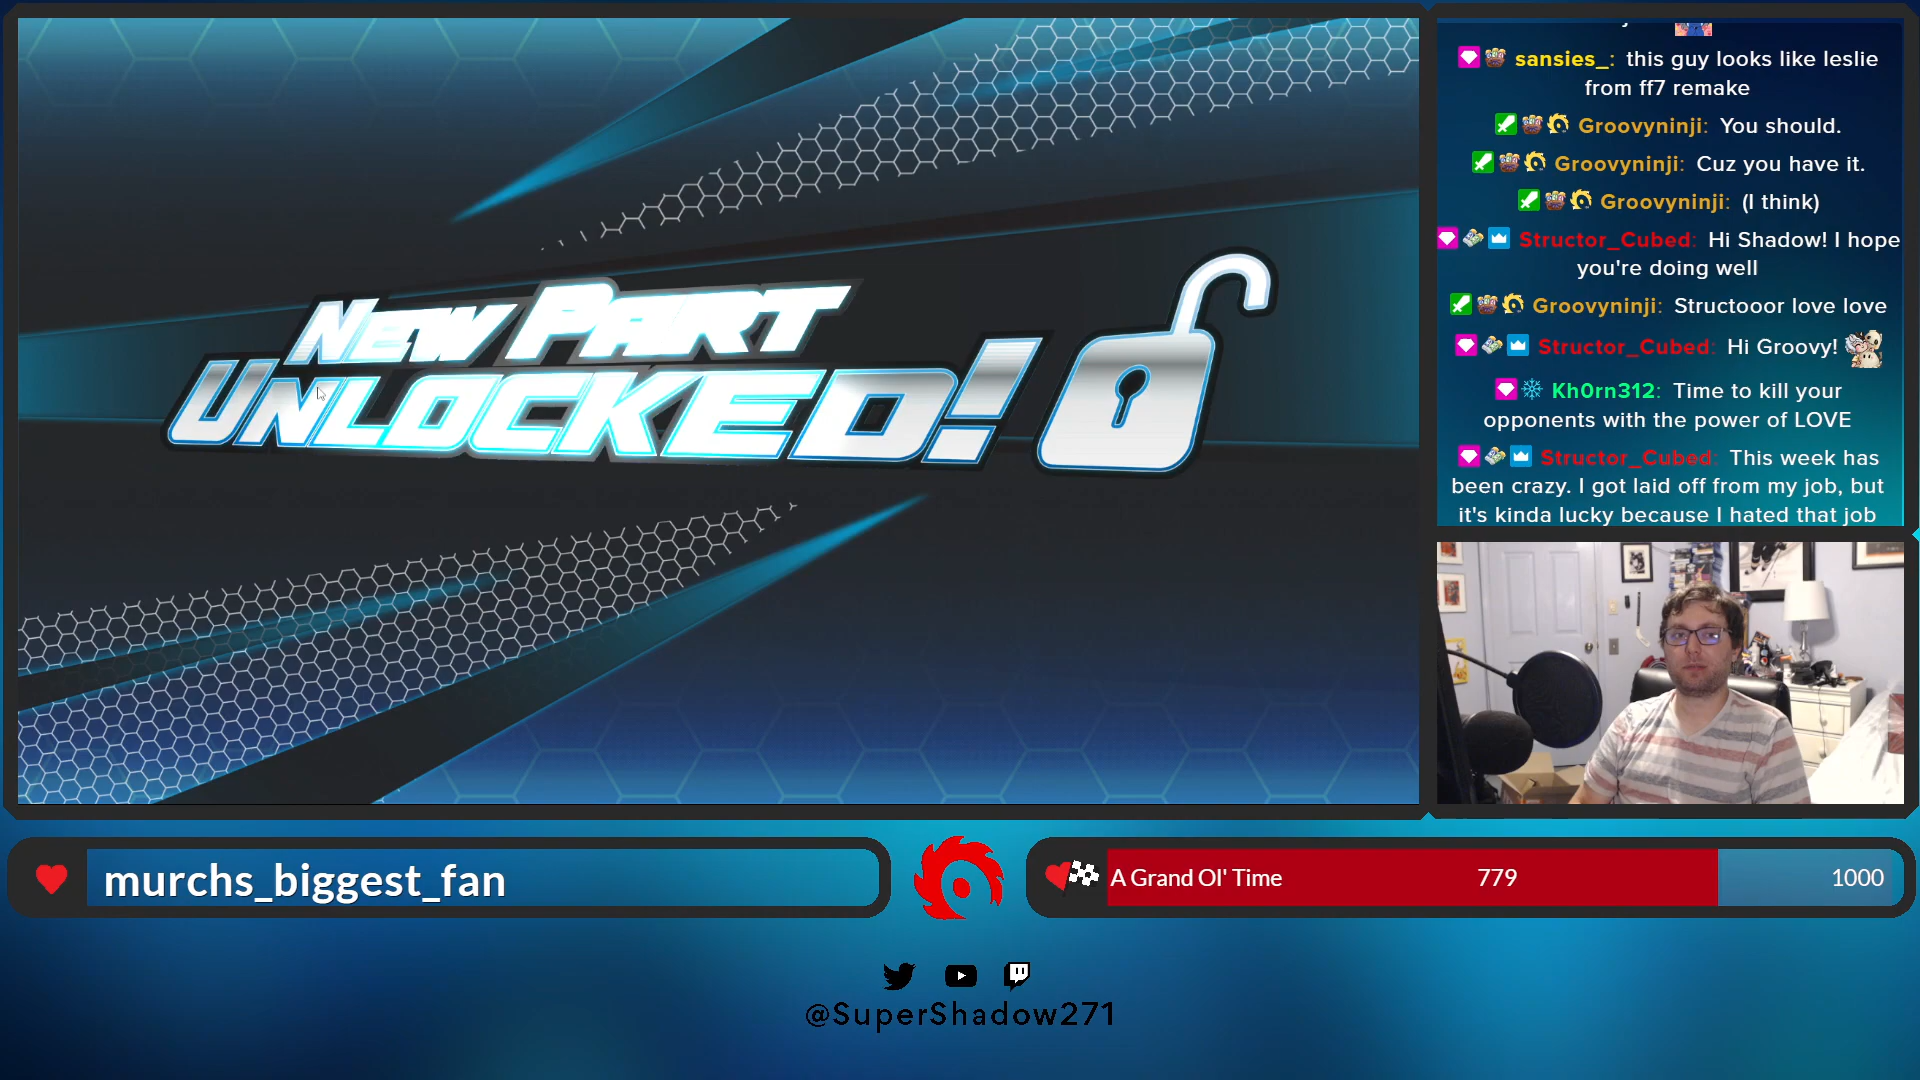 New Part
Unlocked!
sansies_: this guy looks like leslie
from ff7 remake
Groovyninji: You should.
Groovyninji: Cuz you have it.
Groovyninji: (I think)
Structor_Cubed: Hi Shadow! I hope
you're doing well
Groovyninji: Structooor love love
Structor_Cubed: Hi Groovy!
Kh0rn312: Time to kill your
opponents with the power of LOVE
Structor_Cubed: This week has
been crazy. I got laid off from my job, but
it's kinda lucky because I hated that job
murchs_biggest_fan
A Grand Ol' Time 779 1000
@SuperShadow271